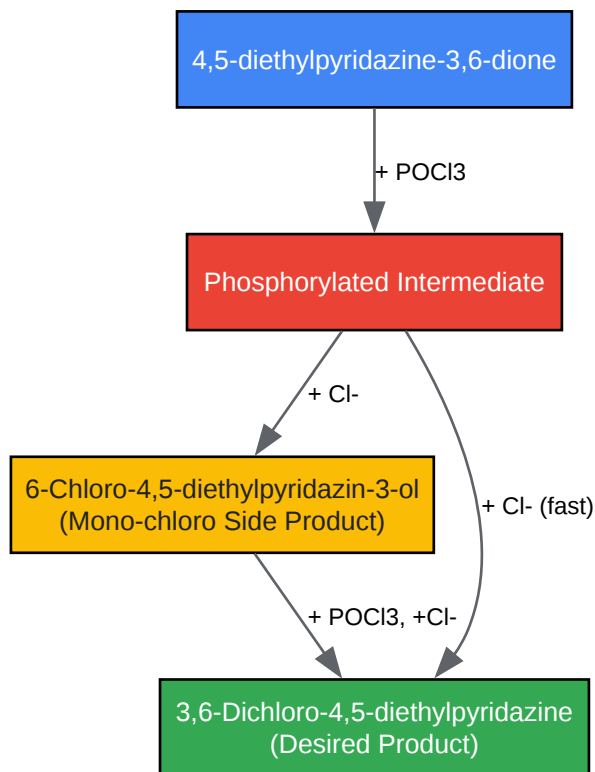 4,5-diethylpyridazine-3,6-dione
+ POCl3
Phosphorylated Intermediate
+ Cl-
6-Chloro-4,5-diethylpyridazin-3-ol
(Mono-chloro Side Product)
+ Cl- (fast)
+ POCl3, +Cl-
3,6-Dichloro-4,5-diethylpyridazine
(Desired Product)